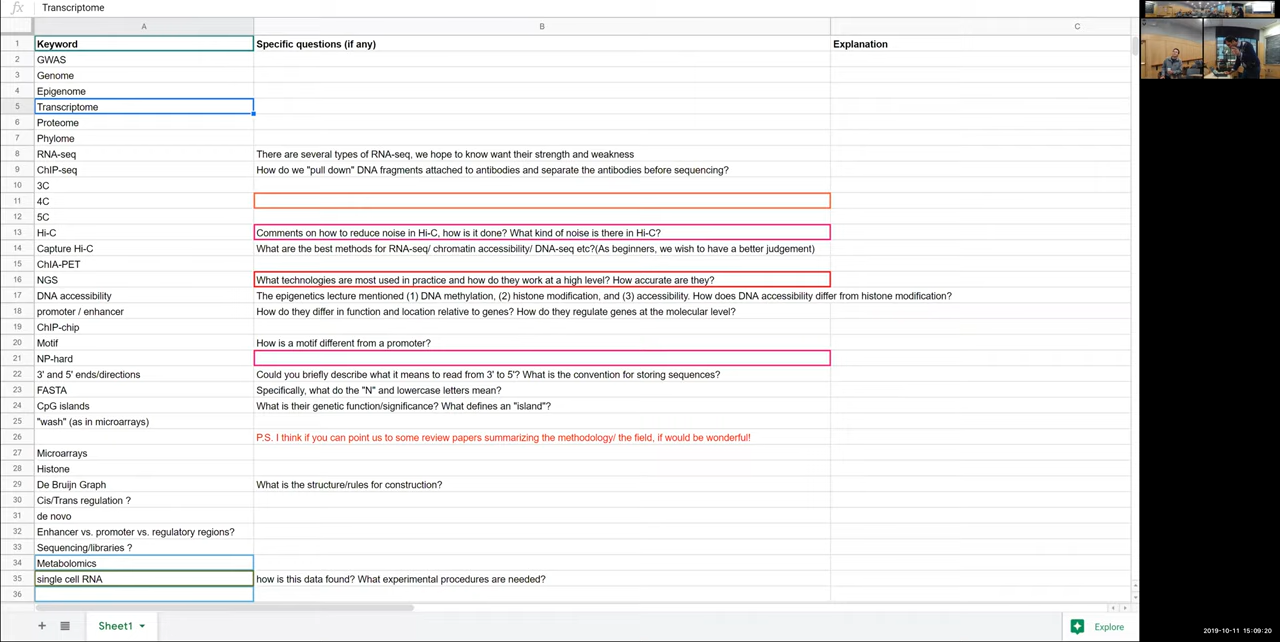 fx Transcriptome
A B C
1 Keyword Specific questions (if any) Explanation
2 GWAS
3 Genome
4 Epigenome
5 Transcriptome
6 Proteome
7 Phylome
8 RNA-seq There are several types of RNA-seq, we hope to know want their strength and weakness
9 ChIP-seq How do we "pull down" DNA fragments attached to antibodies and separate the antibodies before sequencing?
10 3C
11 4C
12 5C
13 Hi-C Comments on how to reduce noise in Hi-C, how is it done? What kind of noise is there in Hi-C?
14 Capture Hi-C What are the best methods for RNA-seq/ chromatin accessibility/ DNA-seq etc?(As beginners, we wish to have a better judgement)
15 ChIA-PET
16 NGS What technologies are most used in practice and how do they work at a high level? How accurate are they?
17 DNA accessibility The epigenetics lecture mentioned (1) DNA methylation, (2) histone modification, and (3) accessibility. How does DNA accessibility differ from histone modification?
18 promoter / enhancer How do they differ in function and location relative to genes? How do they regulate genes at the molecular level?
19 ChIP-chip
20 Motif How is a motif different from a promoter?
21 NP-hard
22 3' and 5' ends/directions Could you briefly describe what it means to read from 3' to 5'? What is the convention for storing sequences?
23 FASTA Specifically, what do the "N" and lowercase letters mean?
24 CpG islands What is their genetic function/significance? What defines an "island"?
25 "wash" (as in microarrays)
26 P.S. I think if you can point us to some review papers summarizing the methodology/ the field, if would be wonderful!
27 Microarrays
28 Histone
29 De Bruijn Graph What is the structure/rules for construction?
30 Cis/Trans regulation ?
31 de novo
32 Enhancer vs. promoter vs. regulatory regions?
33 Sequencing/libraries ?
34 Metabolomics
35 single cell RNA how is this data found? What experimental procedures are needed?
36
Sheet1 Explore
2019-10-11 15:09:20